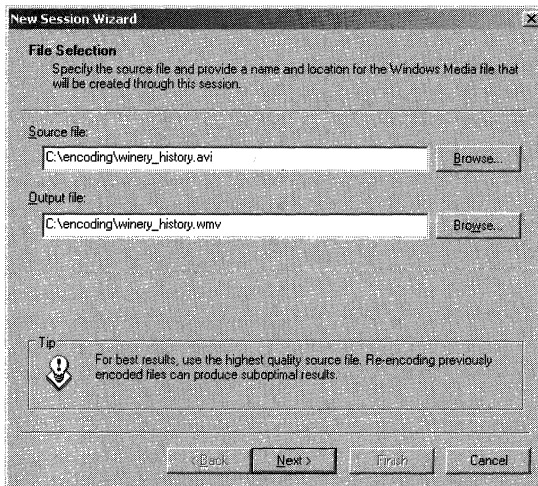 New Session Wizard
File Selection
Specify the source file and provide a name and location for the Windows Media file that
will be created through this session.
Source file:
C:\encoding\winery_history.avi
Browse...
Output file:
C:\encoding\winery_history.wmv
Browse...
Tip
For best results, use the highest quality source file. Re-encoding previously
encoded files can produce suboptimal results.
< Back
Next >
Finish
Cancel